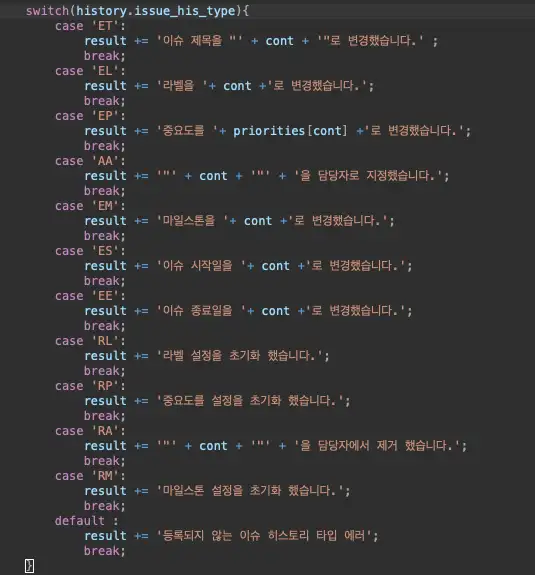 switch(history.issue_his_type){
    case 'ET':
        result += '이슈 제목을 "' + cont + '"로 변경했습니다.' ;
        break;
    case 'EL':
        result += '라벨을 '+ cont +'로 변경했습니다.';
        break;
    case 'EP':
        result += '중요도를 '+ priorities[cont] +'로 변경했습니다.';
        break;
    case 'AA':
        result += '"' + cont + '"' + '을 담당자로 지정했습니다.';
        break;
    case 'EM':
        result += '마일스톤을 '+ cont +'로 변경했습니다.';
        break;
    case 'ES':
        result += '이슈 시작일을 '+ cont +'로 변경했습니다.';
        break;
    case 'EE':
        result += '이슈 종료일을 '+ cont +'로 변경했습니다.';
        break;
    case 'RL':
        result += '라벨 설정을 초기화 했습니다.';
        break;
    case 'RP':
        result += '중요도를 설정을 초기화 했습니다.';
        break;
    case 'RA':
        result += '"' + cont + '"' + '을 담당자에서 제거 했습니다.';
        break;
    case 'RM':
        result += '마일스톤 설정을 초기화 했습니다.';
        break;
    default :
        result += '등록되지 않는 이슈 히스토리 타입 에러';
        break;
}